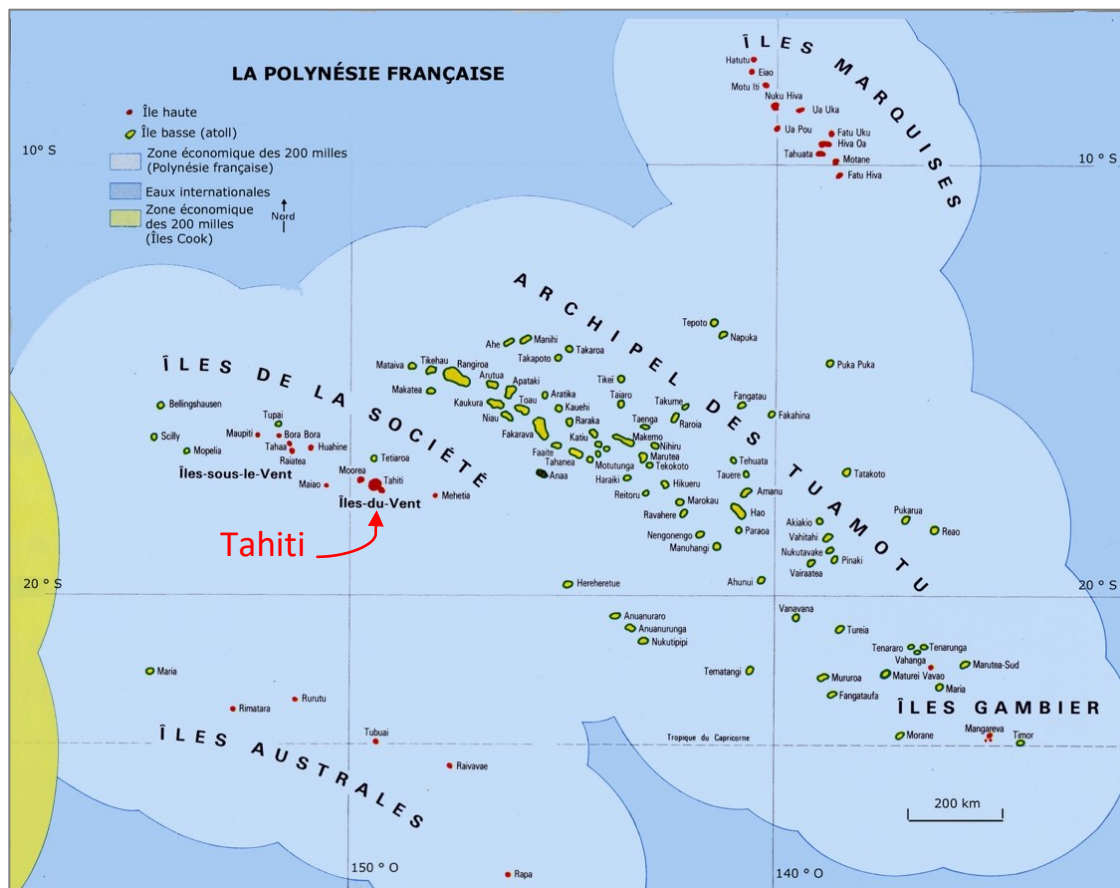 LA POLYNÉSIE FRANÇAISE
Île haute
Île basse (atoll)
Zone économique des 200 milles
(Polynésie française)
Eaux internationales
Zone économique
des 200 milles
(Îles Cook)
Nord
10° S
10° S
ÎLES MARQUISES
Hatutu
Eiao
Motu Iti
Nuku Hiva
Ua Uka
Ua Pou
Fatu Uku
Hiva Oa
Tahuata
Motane
Fatu Hiva
ARCHIPEL DES TUAMOTU
Tepoto
Napuka
Puka Puka
Ahe
Manihi
Takaroa
Takapoto
Mataiva
Tikehau
Rangiroa
Arutua
Apataki
Makatea
Kaukura
Toau
Niau
Aratika
Kauehi
Raraka
Fakarava
Katiu
Faaite
Tahanea
Motutunga
Anaa
Haraiki
Reitoru
Tikei
Taiaro
Takume
Raroia
Taenga
Makemo
Nihiru
Marutea
Tekokoto
Hikueru
Marokau
Ravahere
Nengonengo
Manuhangi
Fangatau
Fakahina
Tehuata
Tauere
Amanu
Hao
Paraoa
Tatakoto
Pukarua
Reao
Akiakio
Vahitahi
Nukutavake
Pinaki
Vairaatea
Ahunui
ÎLES DE LA SOCIÉTÉ
Bellingshausen
Scilly
Mopelia
Tupai
Maupiti
Bora Bora
Tahaa
Huahine
Raiatea
Îles-sous-le-Vent
Maiao
Moorea
Tetiaroa
Tahiti
Mehetia
Îles-du-Vent
Tahiti
20 ° S
20 ° S
Hereheretue
Anuanuraro
Anuanurunga
Nukutipipi
Vanavana
Tureia
Tematangi
Mururoa
Fangataufa
Tenararo
Tenarunga
Vahanga
Maturei Vavao
Marutea-Sud
Maria
ÎLES GAMBIER
Morane
Mangareva
Timor
Tropique du Capricorne
Maria
Rimatara
Rurutu
Tubuai
Raivavae
Rapa
ÎLES AUSTRALES
200 km
150 ° O
140 ° O